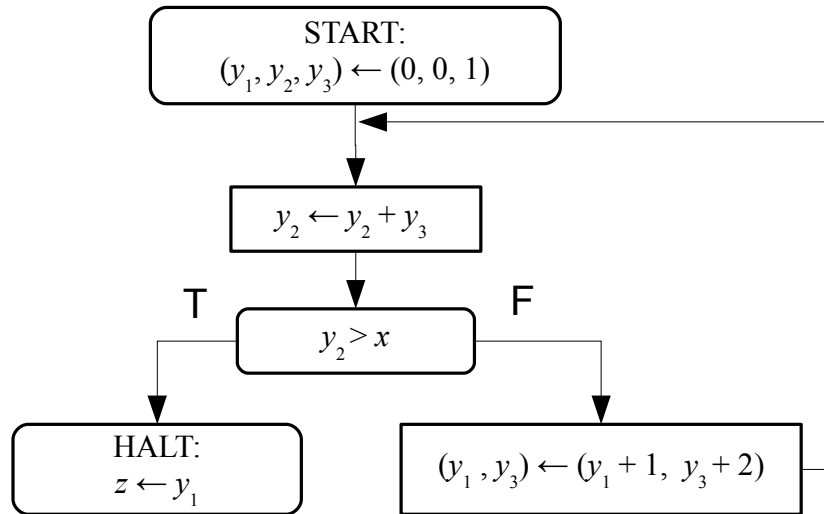 START:
(y₁, y₂, y₃) ← (0, 0, 1)
y₂ ← y₂ + y₃
T
F
y₂ > x
HALT:
z ← y₁
(y₁ , y₃) ← (y₁ + 1, y₃ + 2)